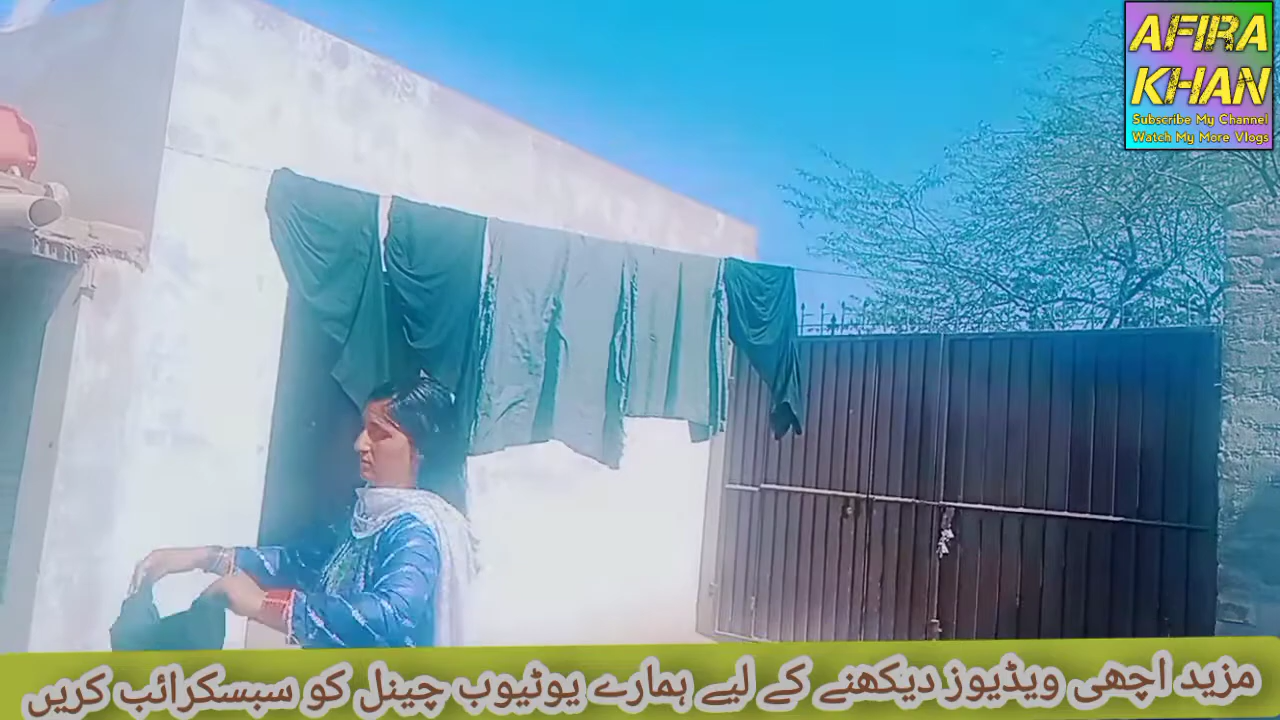 AFIRA
KHAN
Subscribe My Channel
Watch My More Vlogs
مزید اچھی ویڈیوز دیکھنے کے لیے ہمارے یوٹیوب چینل کو سبسکرائب کریں